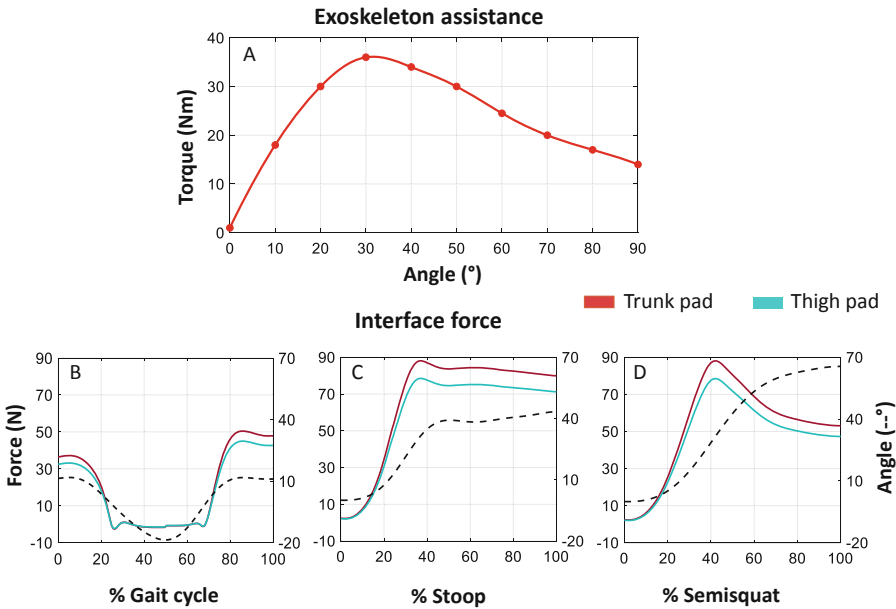 Exoskeleton assistance
A
40
30
20
10
0
Torque (Nm)
0 10 20 30 40 50 60 70 80 90
Angle (°)
Trunk pad Thigh pad
Interface force
B
90
70
50
30
10
-10
Force (N)
70
40
10
-20
0 20 40 60 80 100
% Gait cycle
C
90
70
50
30
10
-10
70
40
10
-20
0 20 40 60 80 100
% Stoop
D
90
70
50
30
10
-10
70
40
10
-20
Angle (--°)
0 20 40 60 80 100
% Semisquat